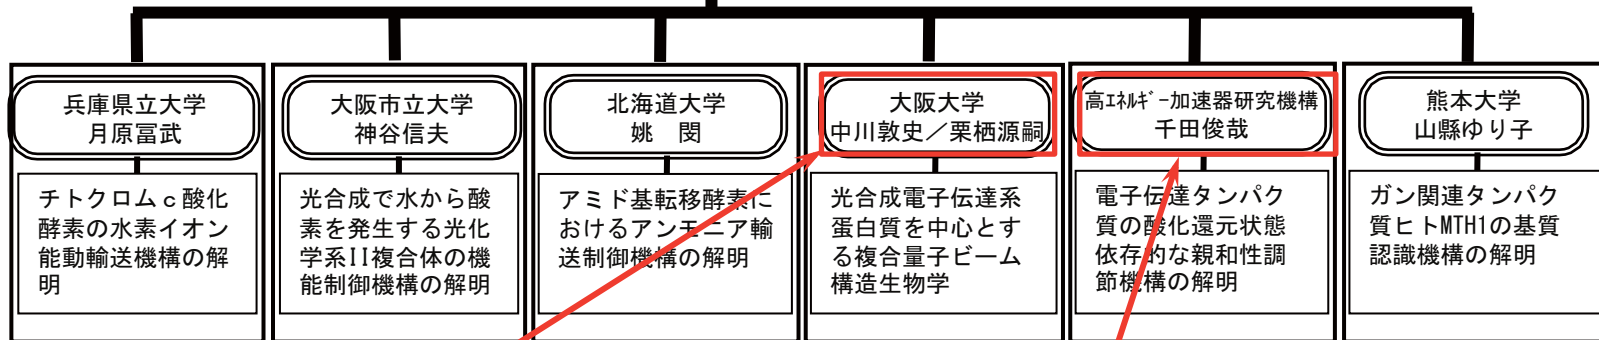 兵庫県立大学
月原冨武
チトクロムｃ酸化
酵素の水素イオン
能動輸送機構の解
明
大阪市立大学
神谷信夫
光合成で水から酸
素を発生する光化
学系II複合体の機
能制御機構の解明
北海道大学
姚　閔
アミド基転移酵素に
おけるアンモニア輸
送制御機構の解明
大阪大学
中川敦史／栗栖源嗣
光合成電子伝達系
蛋白質を中心とす
る複合量子ビーム
構造生物学
高ｴﾈﾙｷﾞｰ加速器研究機構
千田俊哉
電子伝達タンパク
質の酸化還元状態
依存的な親和性調
節機構の解明
熊本大学
山縣ゆり子
ガン関連タンパク
質ヒトMTH1の基質
認識機構の解明